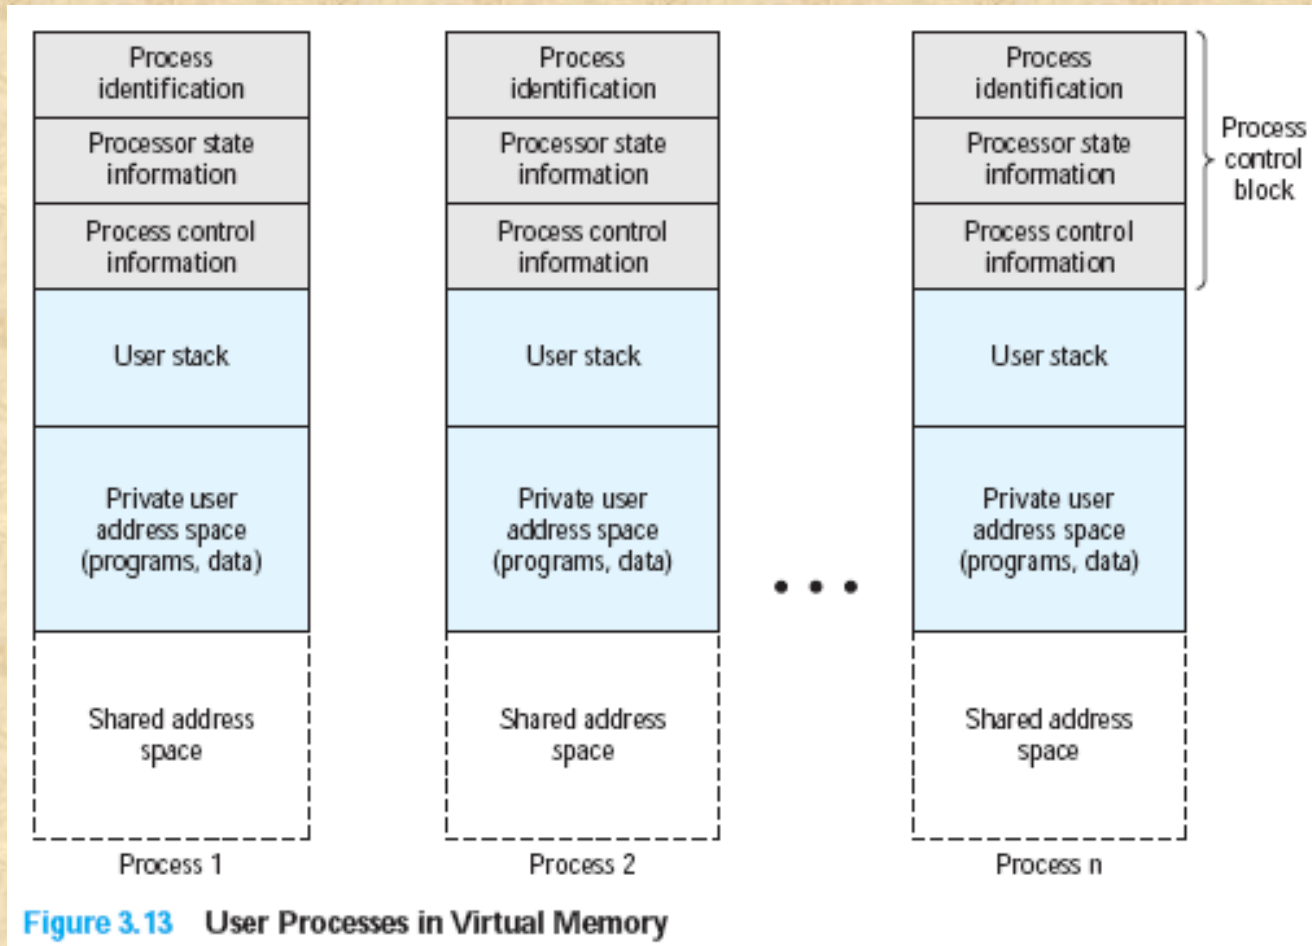 Process
identification
Processor state
information
Process control
information
User stack
Private user
address space
(programs, data)
Shared address
space
Process 1
Process
identification
Processor state
information
Process control
information
User stack
Private user
address space
(programs, data)
Shared address
space
Process 2
Process
identification
Processor state
information
Process control
information
User stack
Private user
address space
(programs, data)
Shared address
space
Process n
Process
control
block
Figure 3.13 User Processes in Virtual Memory